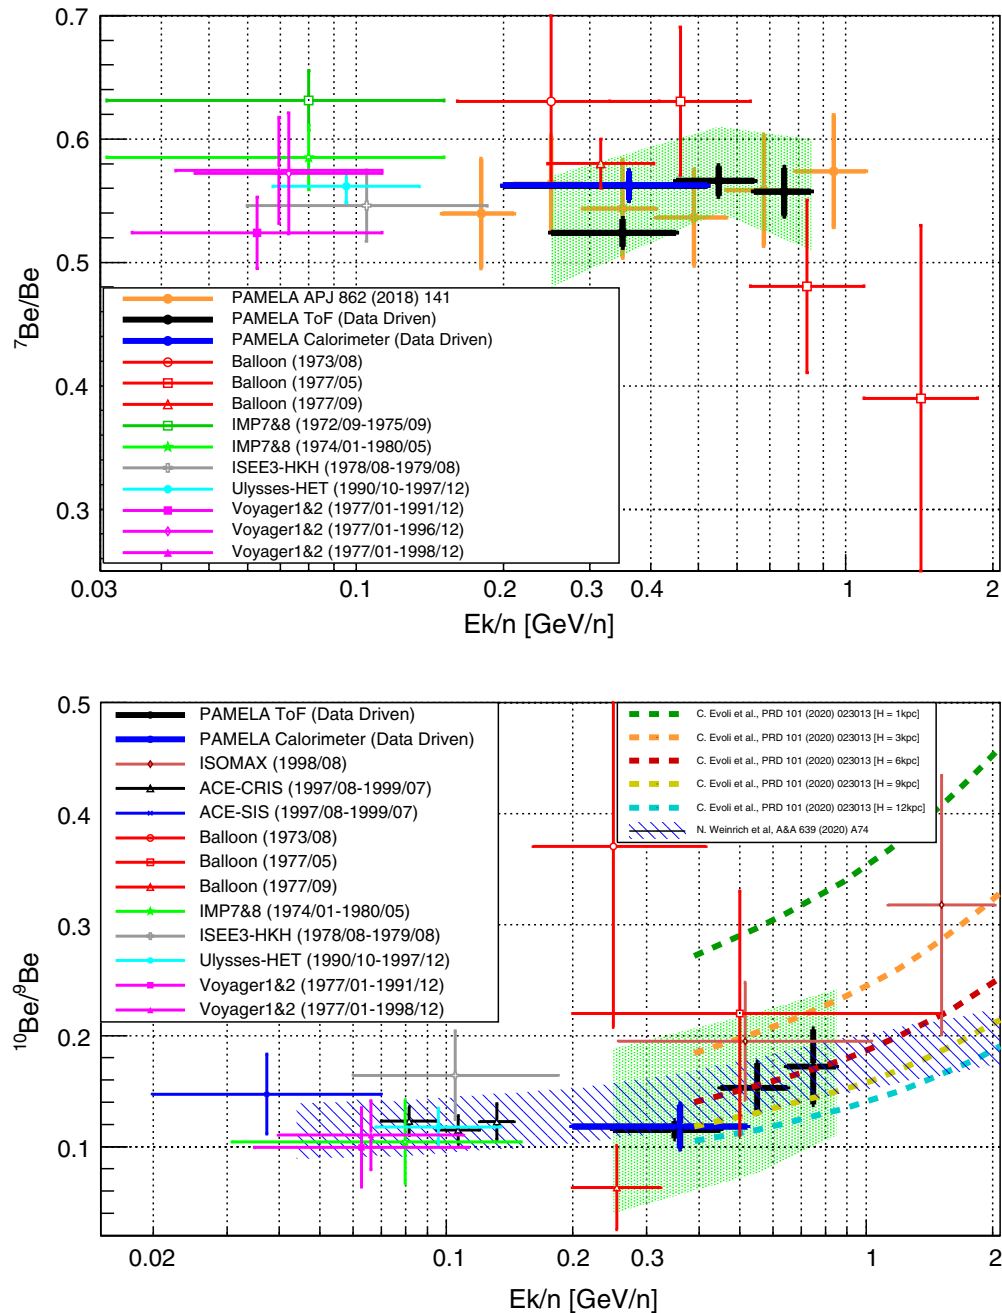 0.7
0.6
0.5
0.4
0.3
⁷Be/Be
PAMELA APJ 862 (2018) 141
PAMELA ToF (Data Driven)
PAMELA Calorimeter (Data Driven)
Balloon (1973/08)
Balloon (1977/05)
Balloon (1977/09)
IMP7&8 (1972/09-1975/09)
IMP7&8 (1974/01-1980/05)
ISEE3-HKH (1978/08-1979/08)
Ulysses-HET (1990/10-1997/12)
Voyager1&2 (1977/01-1991/12)
Voyager1&2 (1977/01-1996/12)
Voyager1&2 (1977/01-1998/12)
0.03 0.1 0.2 0.3 0.4 1 2
Ek/n [GeV/n]
0.5
0.4
0.3
0.2
0.1
¹⁰Be/⁹Be
PAMELA ToF (Data Driven)
PAMELA Calorimeter (Data Driven)
ISOMAX (1998/08)
ACE-CRIS (1997/08-1999/07)
ACE-SIS (1997/08-1999/07)
Balloon (1973/08)
Balloon (1977/05)
Balloon (1977/09)
IMP7&8 (1974/01-1980/05)
ISEE3-HKH (1978/08-1979/08)
Ulysses-HET (1990/10-1997/12)
Voyager1&2 (1977/01-1991/12)
Voyager1&2 (1977/01-1998/12)
C. Evoli et al., PRD 101 (2020) 023013 [H = 1kpc]
C. Evoli et al., PRD 101 (2020) 023013 [H = 3kpc]
C. Evoli et al., PRD 101 (2020) 023013 [H = 6kpc]
C. Evoli et al., PRD 101 (2020) 023013 [H = 9kpc]
C. Evoli et al., PRD 101 (2020) 023013 [H = 12kpc]
N. Weinrich et al, A&A 639 (2020) A74
0.02 0.1 0.2 0.3 1 2
Ek/n [GeV/n]